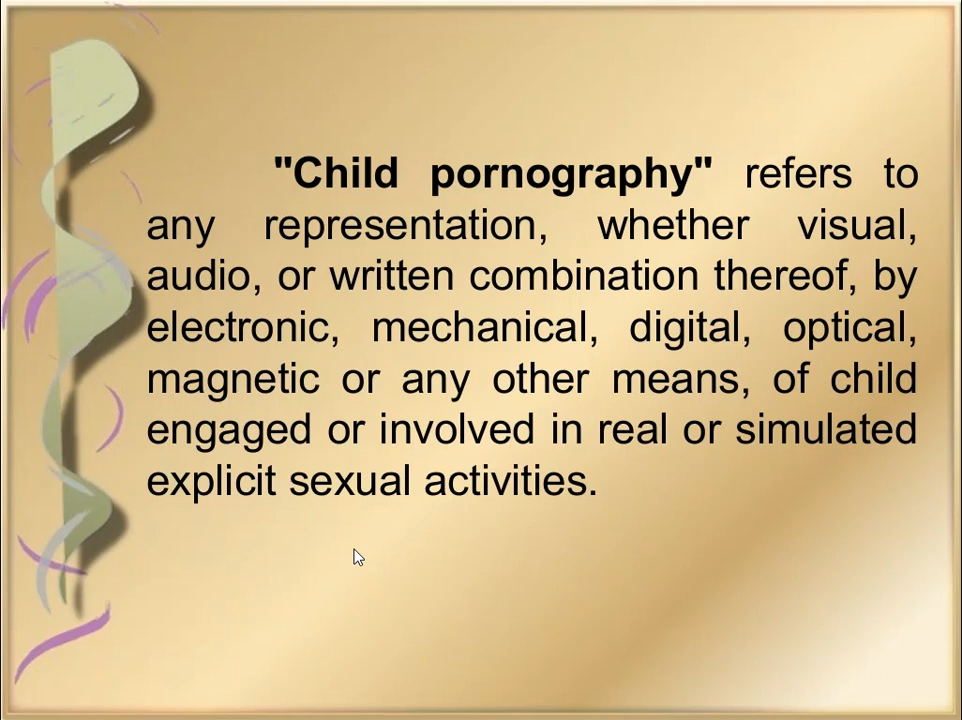 "Child pornography" refers to
any representation, whether visual,
audio, or written combination thereof, by
electronic, mechanical, digital, optical,
magnetic or any other means, of child
engaged or involved in real or simulated
explicit sexual activities.